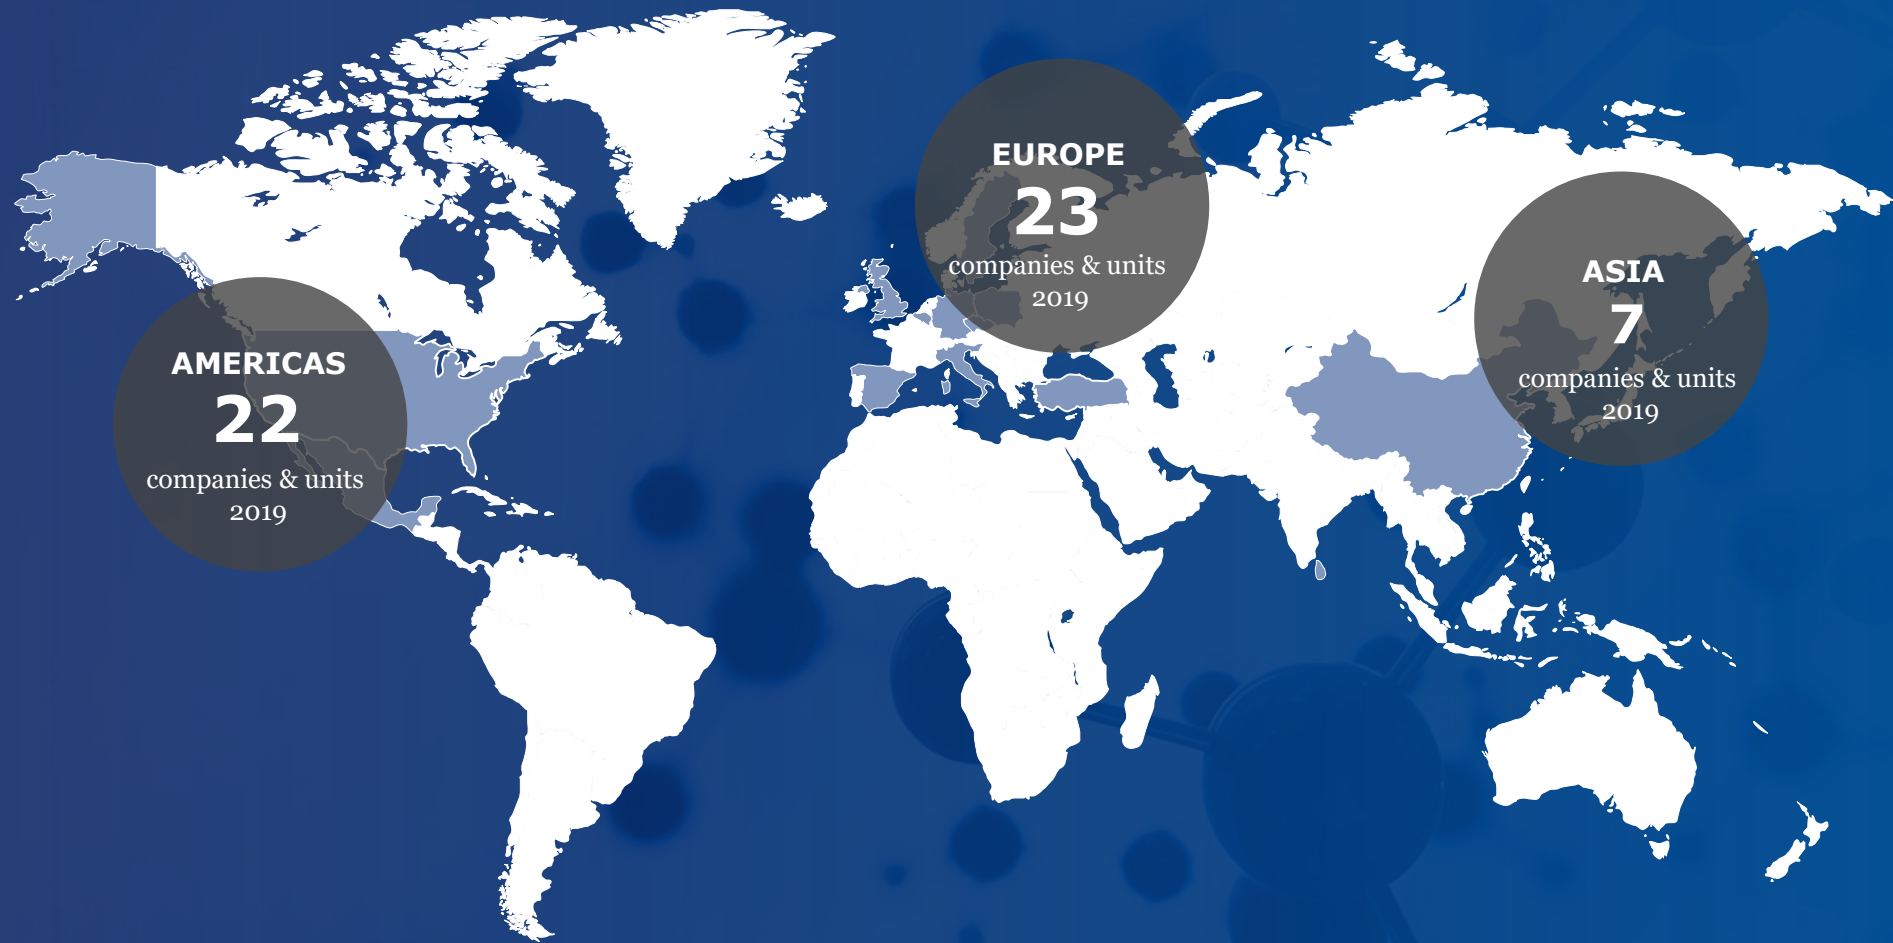 EUROPE
23
companies & units
2019
ASIA
7
companies & units
2019
AMERICAS
22
companies & units
2019